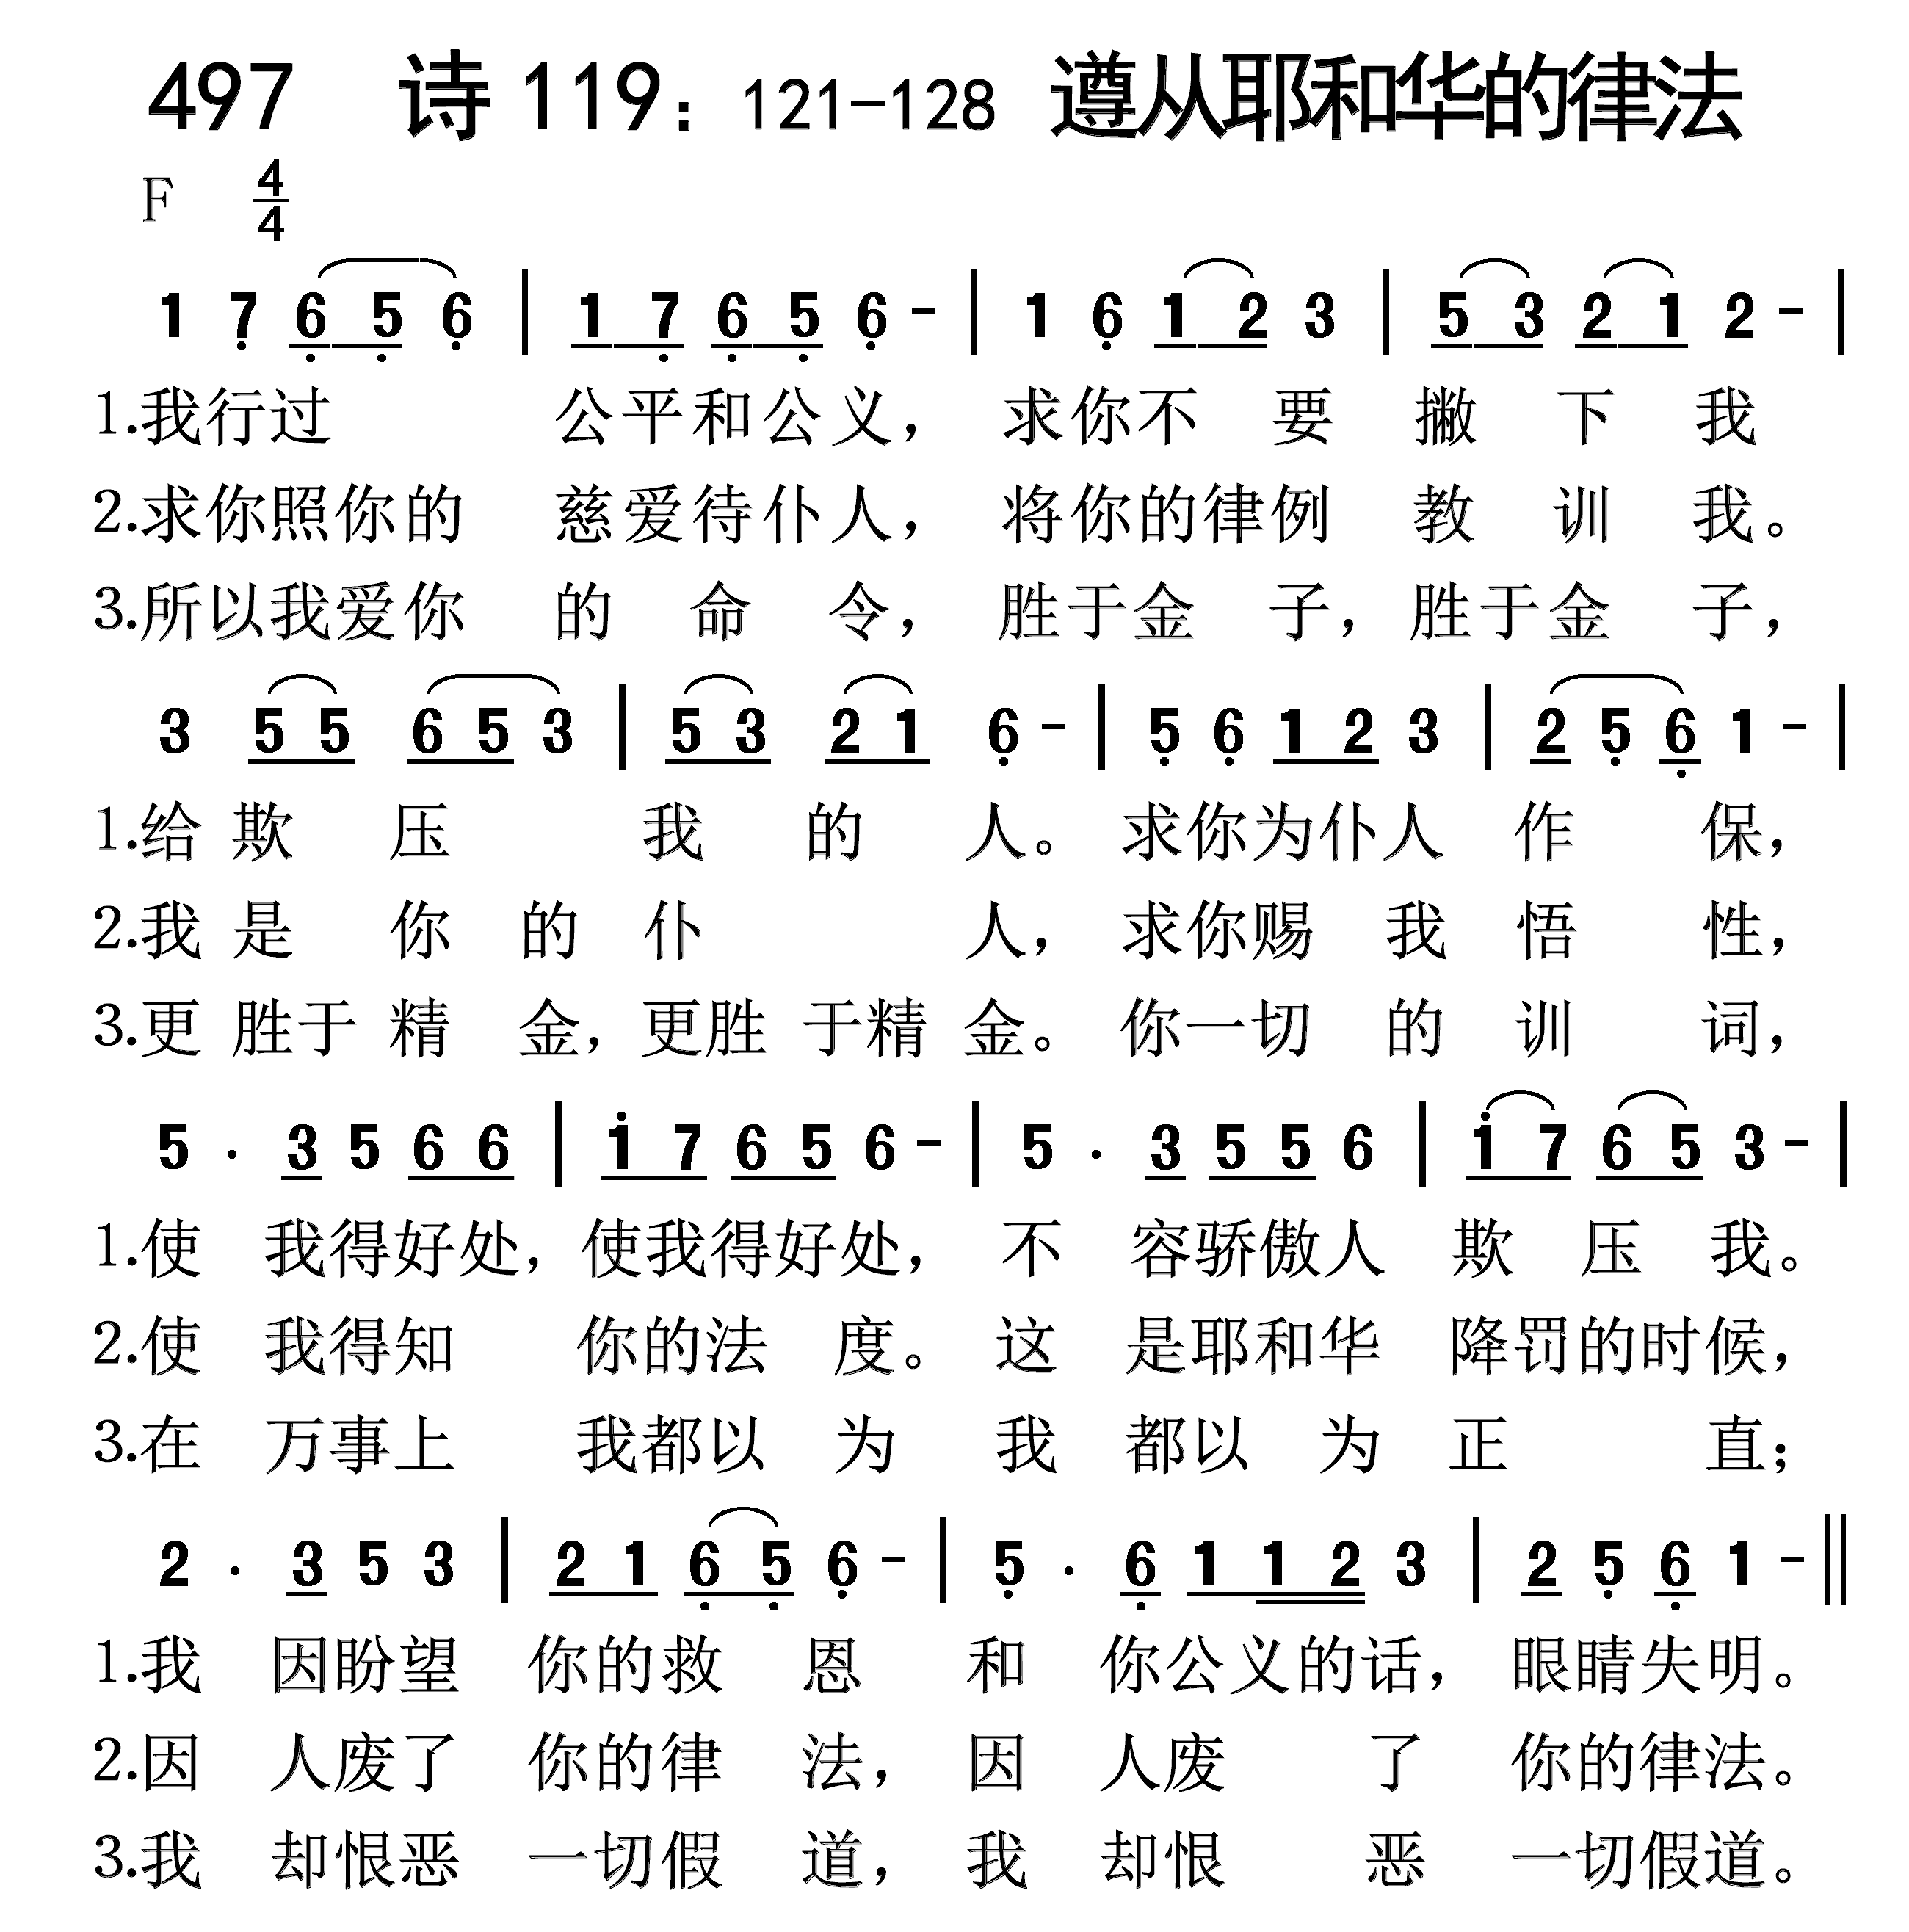 497 诗119：121-128 遵从耶和华的律法
F 4/4
1 7 6 5 6 | 1 7 6 5 6 - | 1 6 1 2 3 | 5 3 2 1 2 - |
1.我行过 公平和公义， 求你不 要 撇 下 我
2.求你照你的 慈爱待仆人， 将你的律例 教 训 我。
3.所以我爱你 的 命 令， 胜于金 子，胜于金 子，
3 5 5 6 5 3 | 5 3 2 1 6 - | 5 6 1 2 3 | 2 5 6 1 - |
1.给 欺 压 我 的 人。 求你为仆人 作 保，
2.我 是 你 的 仆 人， 求你赐 我 悟 性，
3.更 胜于 精 金，更胜 于精 金。 你一切 的 训 词，
5 · 3 5 6 6 | 1 7 6 5 6 - | 5 · 3 5 5 6 | 1 7 6 5 3 - |
1.使 我得好处，使我得好处， 不 容骄傲人 欺 压 我。
2.使 我得知 你的法 度。 这 是耶和华 降罚的时候，
3.在 万事上 我都以 为 我 都以 为 正 直；
2 · 3 5 3 | 2 1 6 5 6 - | 5 · 6 1 1 2 3 | 2 5 6 1 - ‖
1.我 因盼望 你的救 恩 和 你公义的话， 眼睛失明。
2.因 人废了 你的律 法， 因 人废 了 你的律法。
3.我 却恨恶 一切假 道， 我 却恨 恶 一切假道。